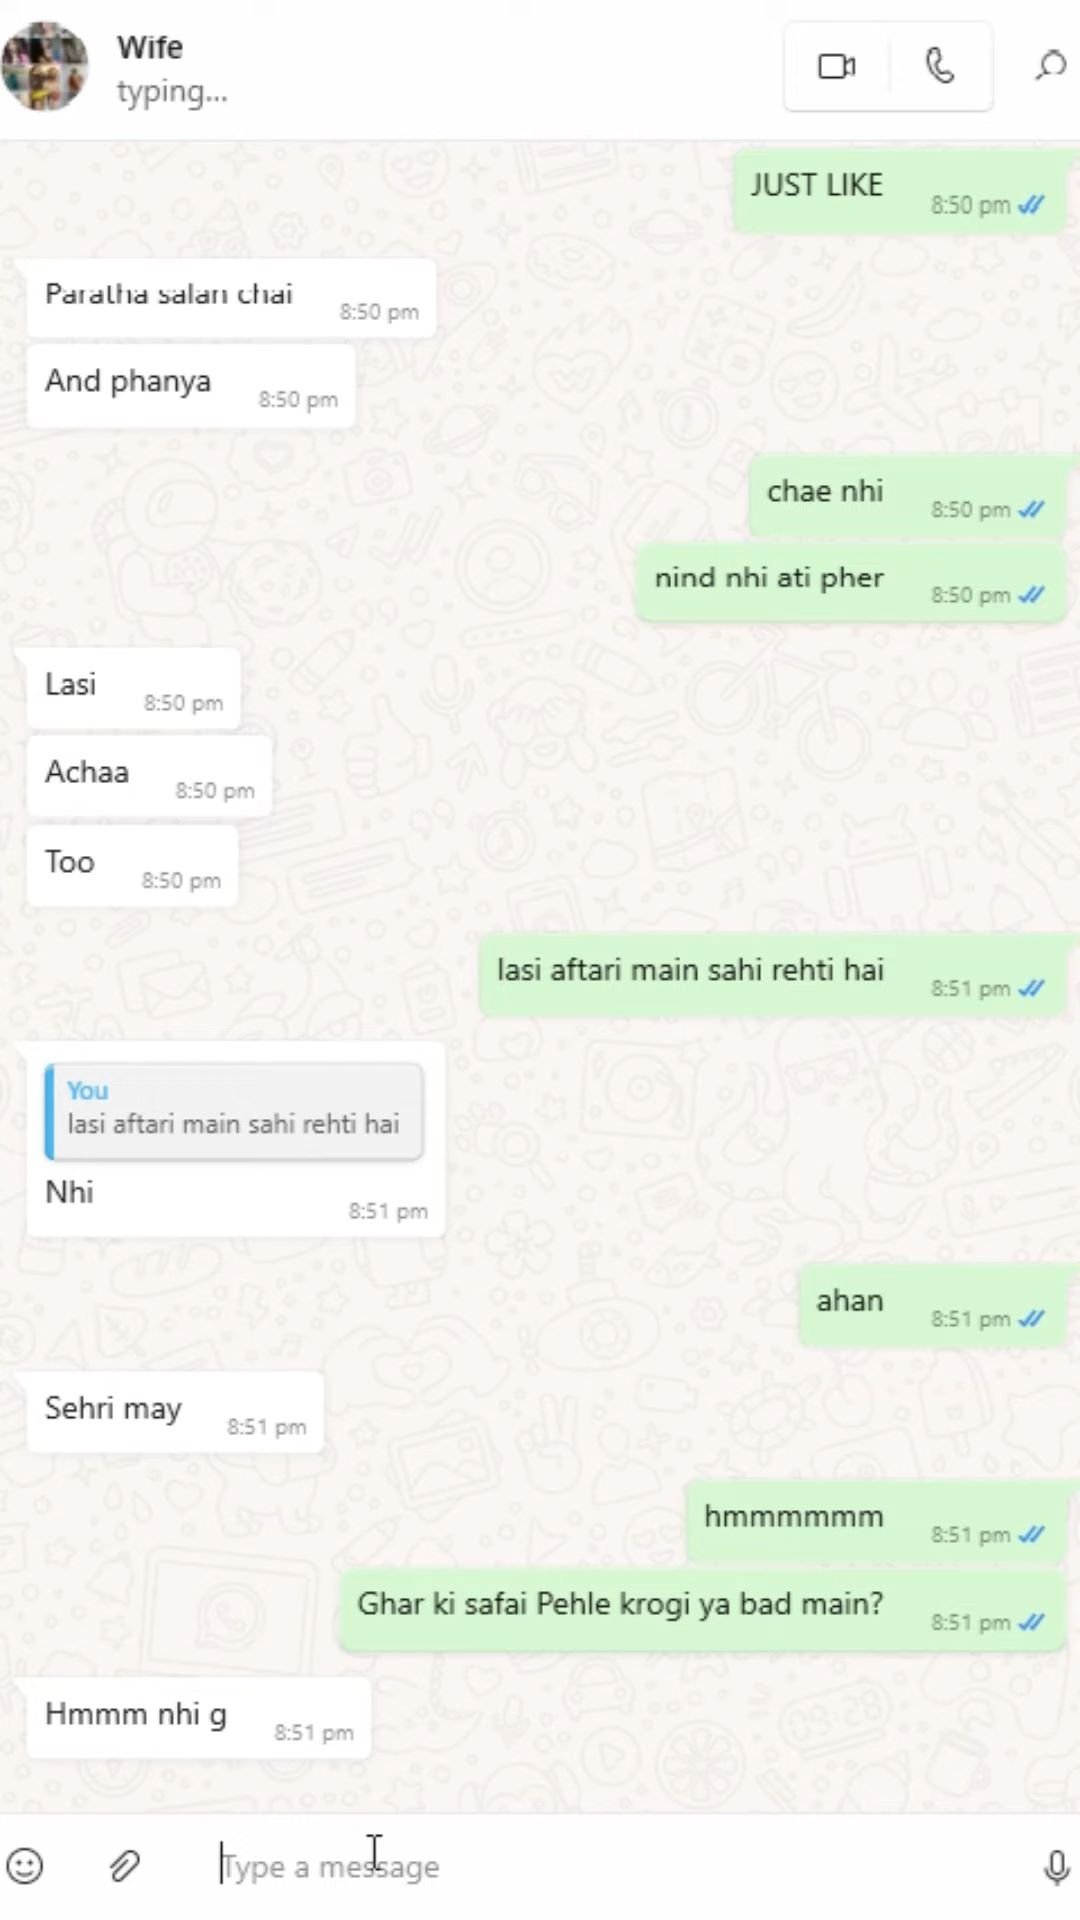 Wife
typing...
JUST LIKE
8:50 pm
Paratha salan chai
8:50 pm
And phanya
8:50 pm
chae nhi
8:50 pm
nind nhi ati pher
8:50 pm
Lasi
8:50 pm
Achaa
8:50 pm
Too
8:50 pm
lasi aftari main sahi rehti hai
8:51 pm
You
lasi aftari main sahi rehti hai
Nhi
8:51 pm
ahan
8:51 pm
Sehri may
8:51 pm
hmmmmmm
8:51 pm
Ghar ki safai Pehle krogi ya bad main?
8:51 pm
Hmmm nhi g
8:51 pm
Type a message